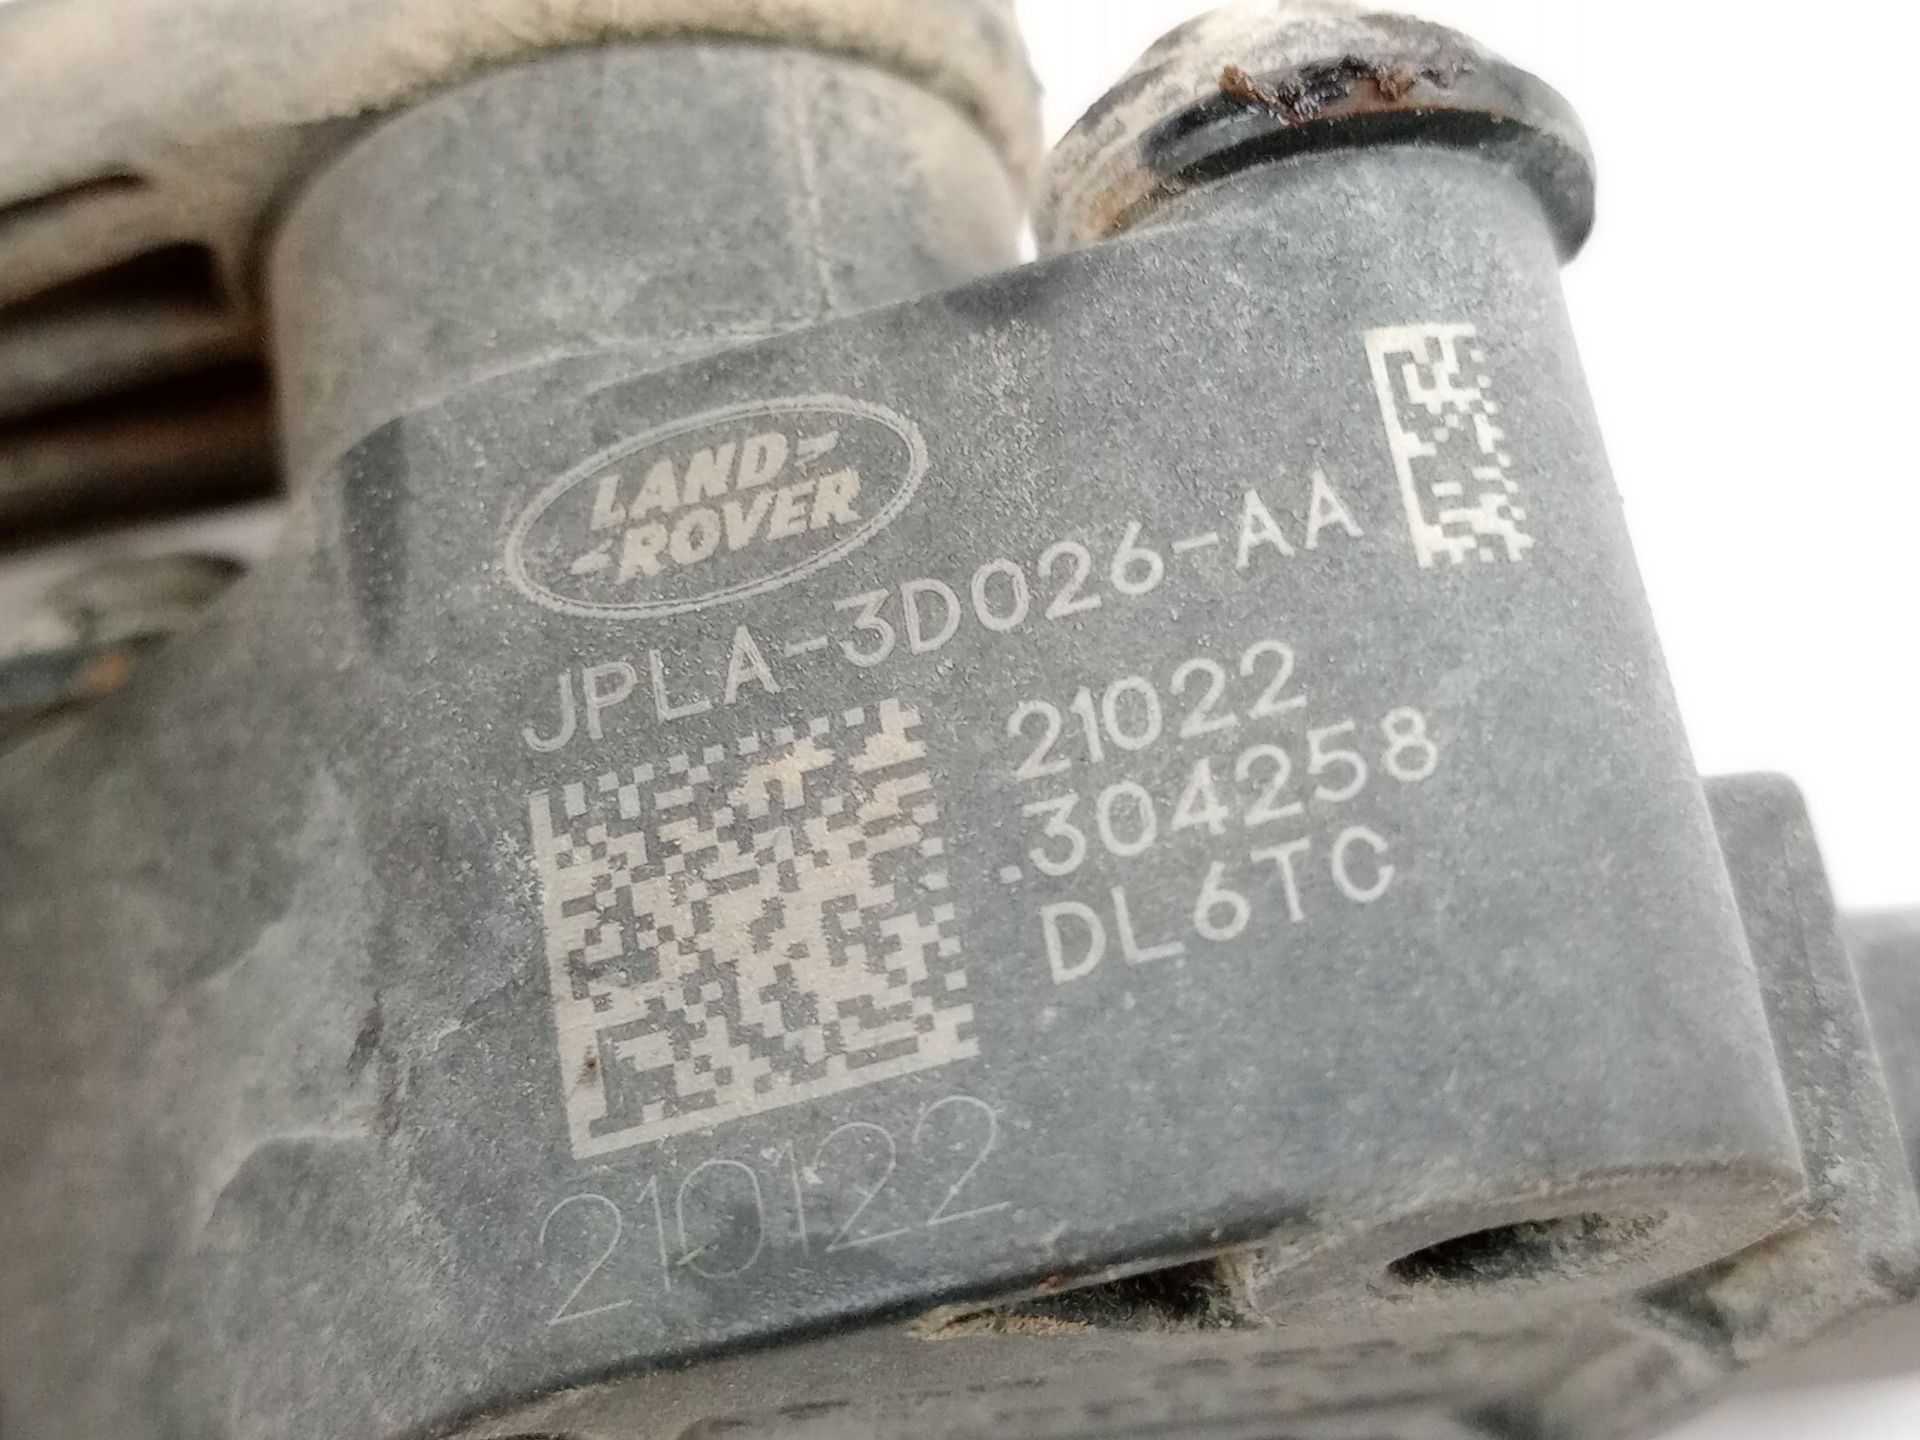 LAND
ROVER
JPLA-3D026-AA
21022
.304258
DL6TC
210122